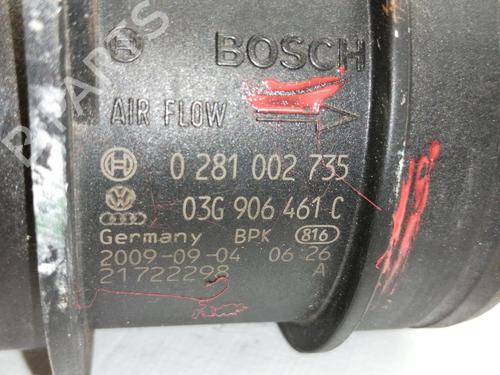 BOSCH
AIR FLOW
0 281 002 735
03G 906 461 C
Germany BPK 816
2009-09-04 06:26
21722298 A